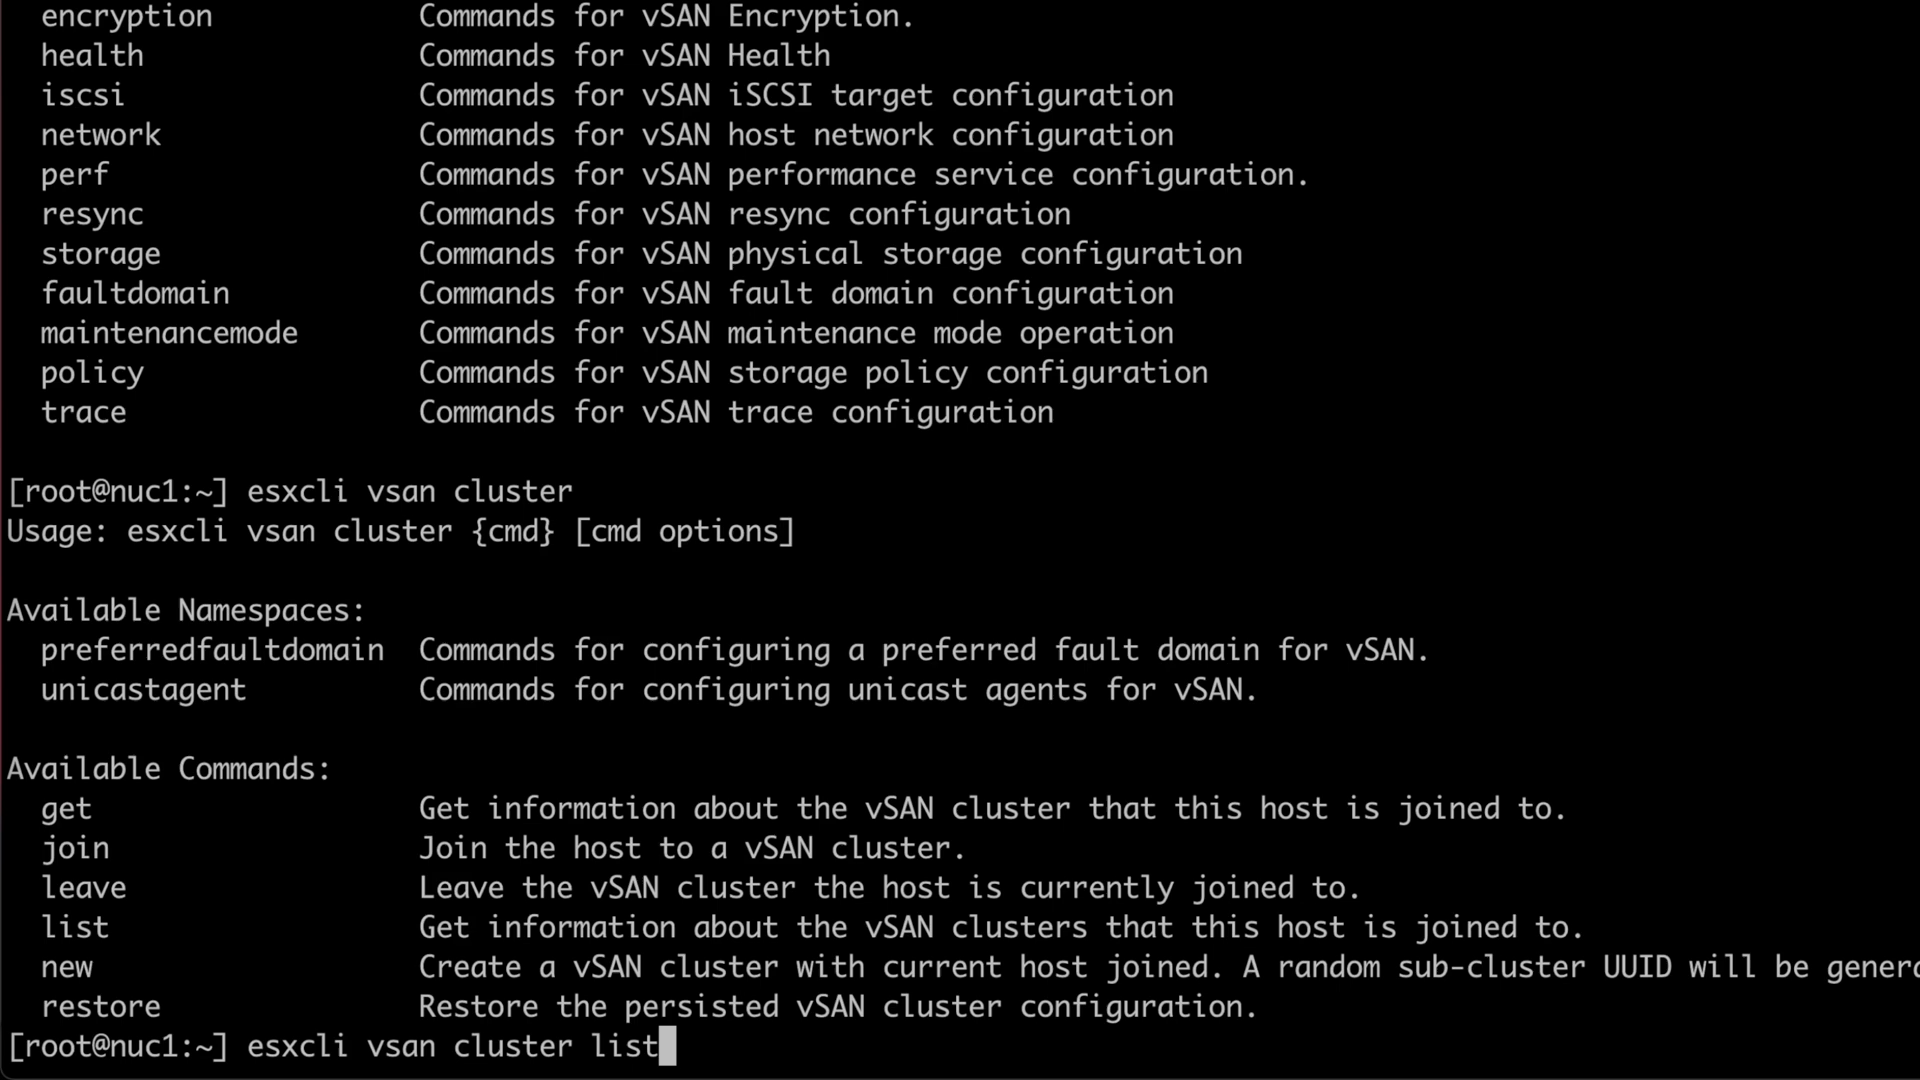 encryption Commands for vSAN Encryption.
health Commands for vSAN Health
iscsi Commands for vSAN iSCSI target configuration
network Commands for vSAN host network configuration
perf Commands for vSAN performance service configuration.
resync Commands for vSAN resync configuration
storage Commands for vSAN physical storage configuration
faultdomain Commands for vSAN fault domain configuration
maintenancemode Commands for vSAN maintenance mode operation
policy Commands for vSAN storage policy configuration
trace Commands for vSAN trace configuration
[root@nuc1:~] esxcli vsan cluster
Usage: esxcli vsan cluster {cmd} [cmd options]
Available Namespaces:
preferredfaultdomain Commands for configuring a preferred fault domain for vSAN.
unicastagent Commands for configuring unicast agents for vSAN.
Available Commands:
get Get information about the vSAN cluster that this host is joined to.
join Join the host to a vSAN cluster.
leave Leave the vSAN cluster the host is currently joined to.
list Get information about the vSAN clusters that this host is joined to.
new Create a vSAN cluster with current host joined. A random sub-cluster UUID will be genera
restore Restore the persisted vSAN cluster configuration.
[root@nuc1:~] esxcli vsan cluster list